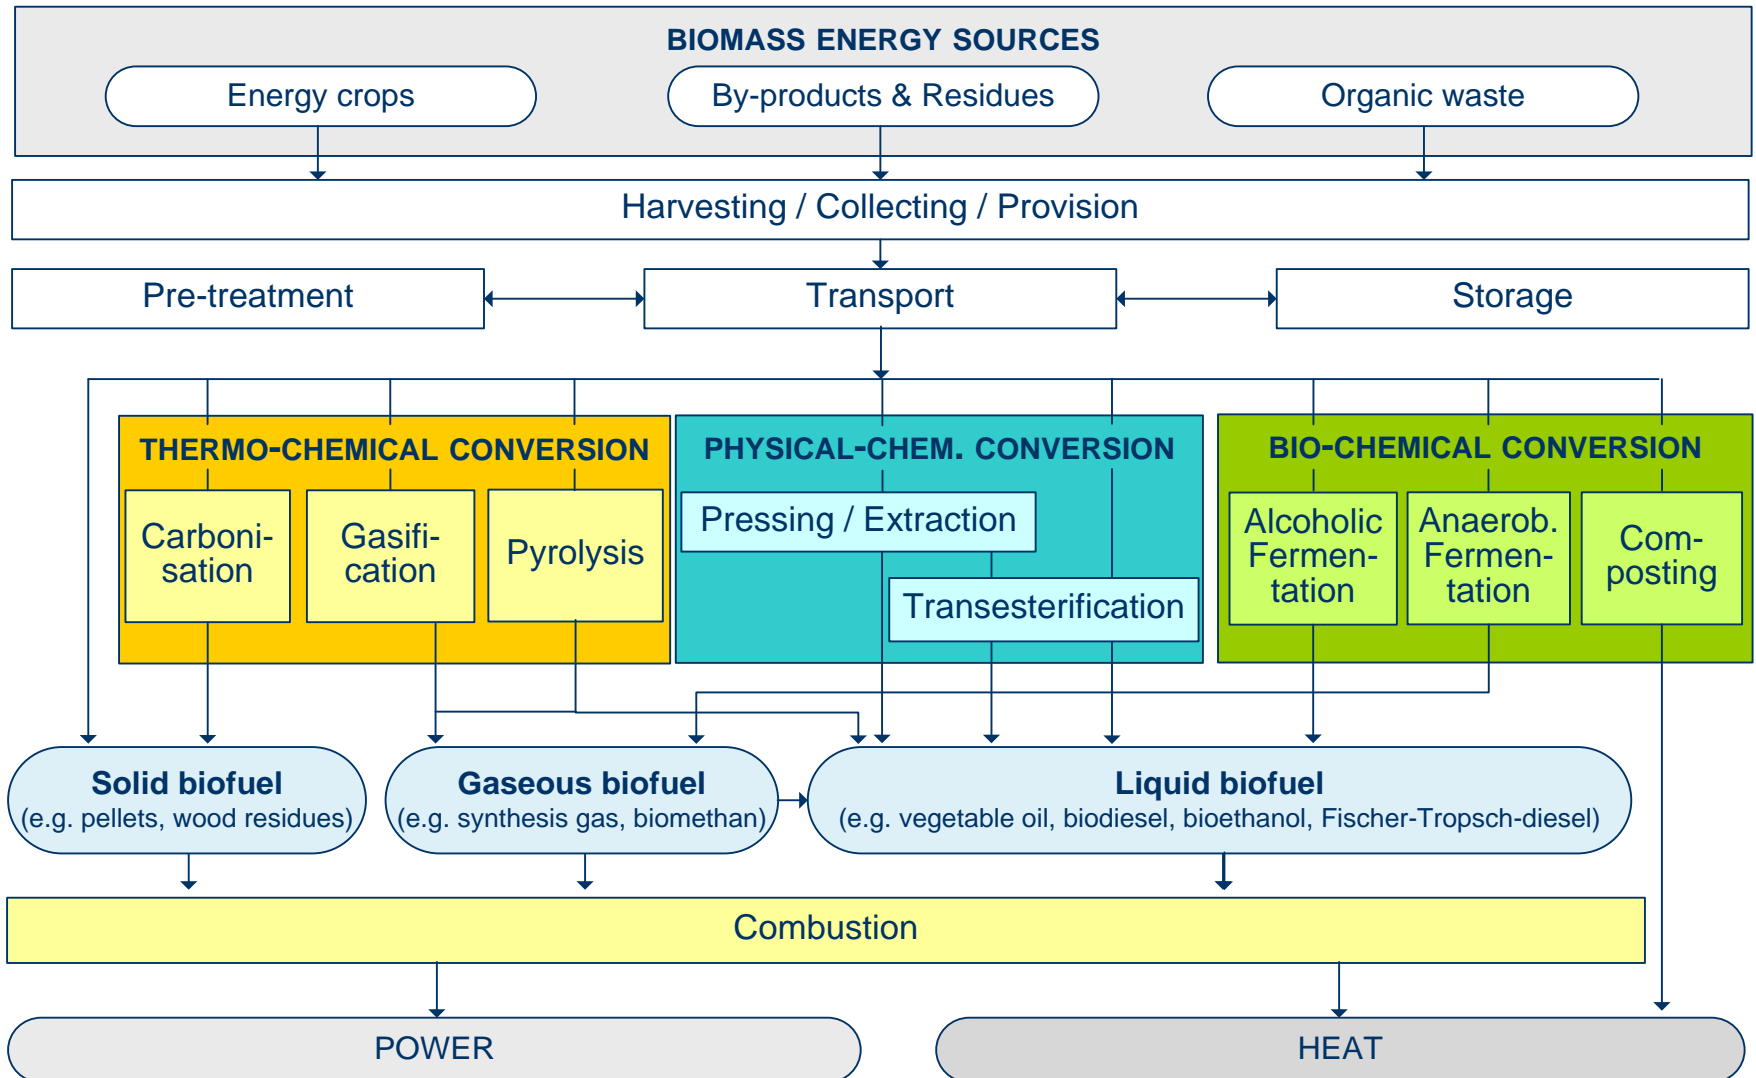 BIOMASS ENERGY SOURCES
Energy crops
By-products & Residues
Organic waste
Harvesting / Collecting / Provision
Pre-treatment
Transport
Storage
THERMO-CHEMICAL CONVERSION
PHYSICAL-CHEM. CONVERSION
BIO-CHEMICAL CONVERSION
Carboni-
sation
Gasifi-
cation
Pyrolysis
Pressing / Extraction
Transesterification
Alcoholic
Fermen-
tation
Anaerob.
Fermen-
tation
Com-
posting
Solid biofuel
(e.g. pellets, wood residues)
Gaseous biofuel
(e.g. synthesis gas, biomethan)
Liquid biofuel
(e.g. vegetable oil, biodiesel, bioethanol, Fischer-Tropsch-diesel)
Combustion
POWER
HEAT